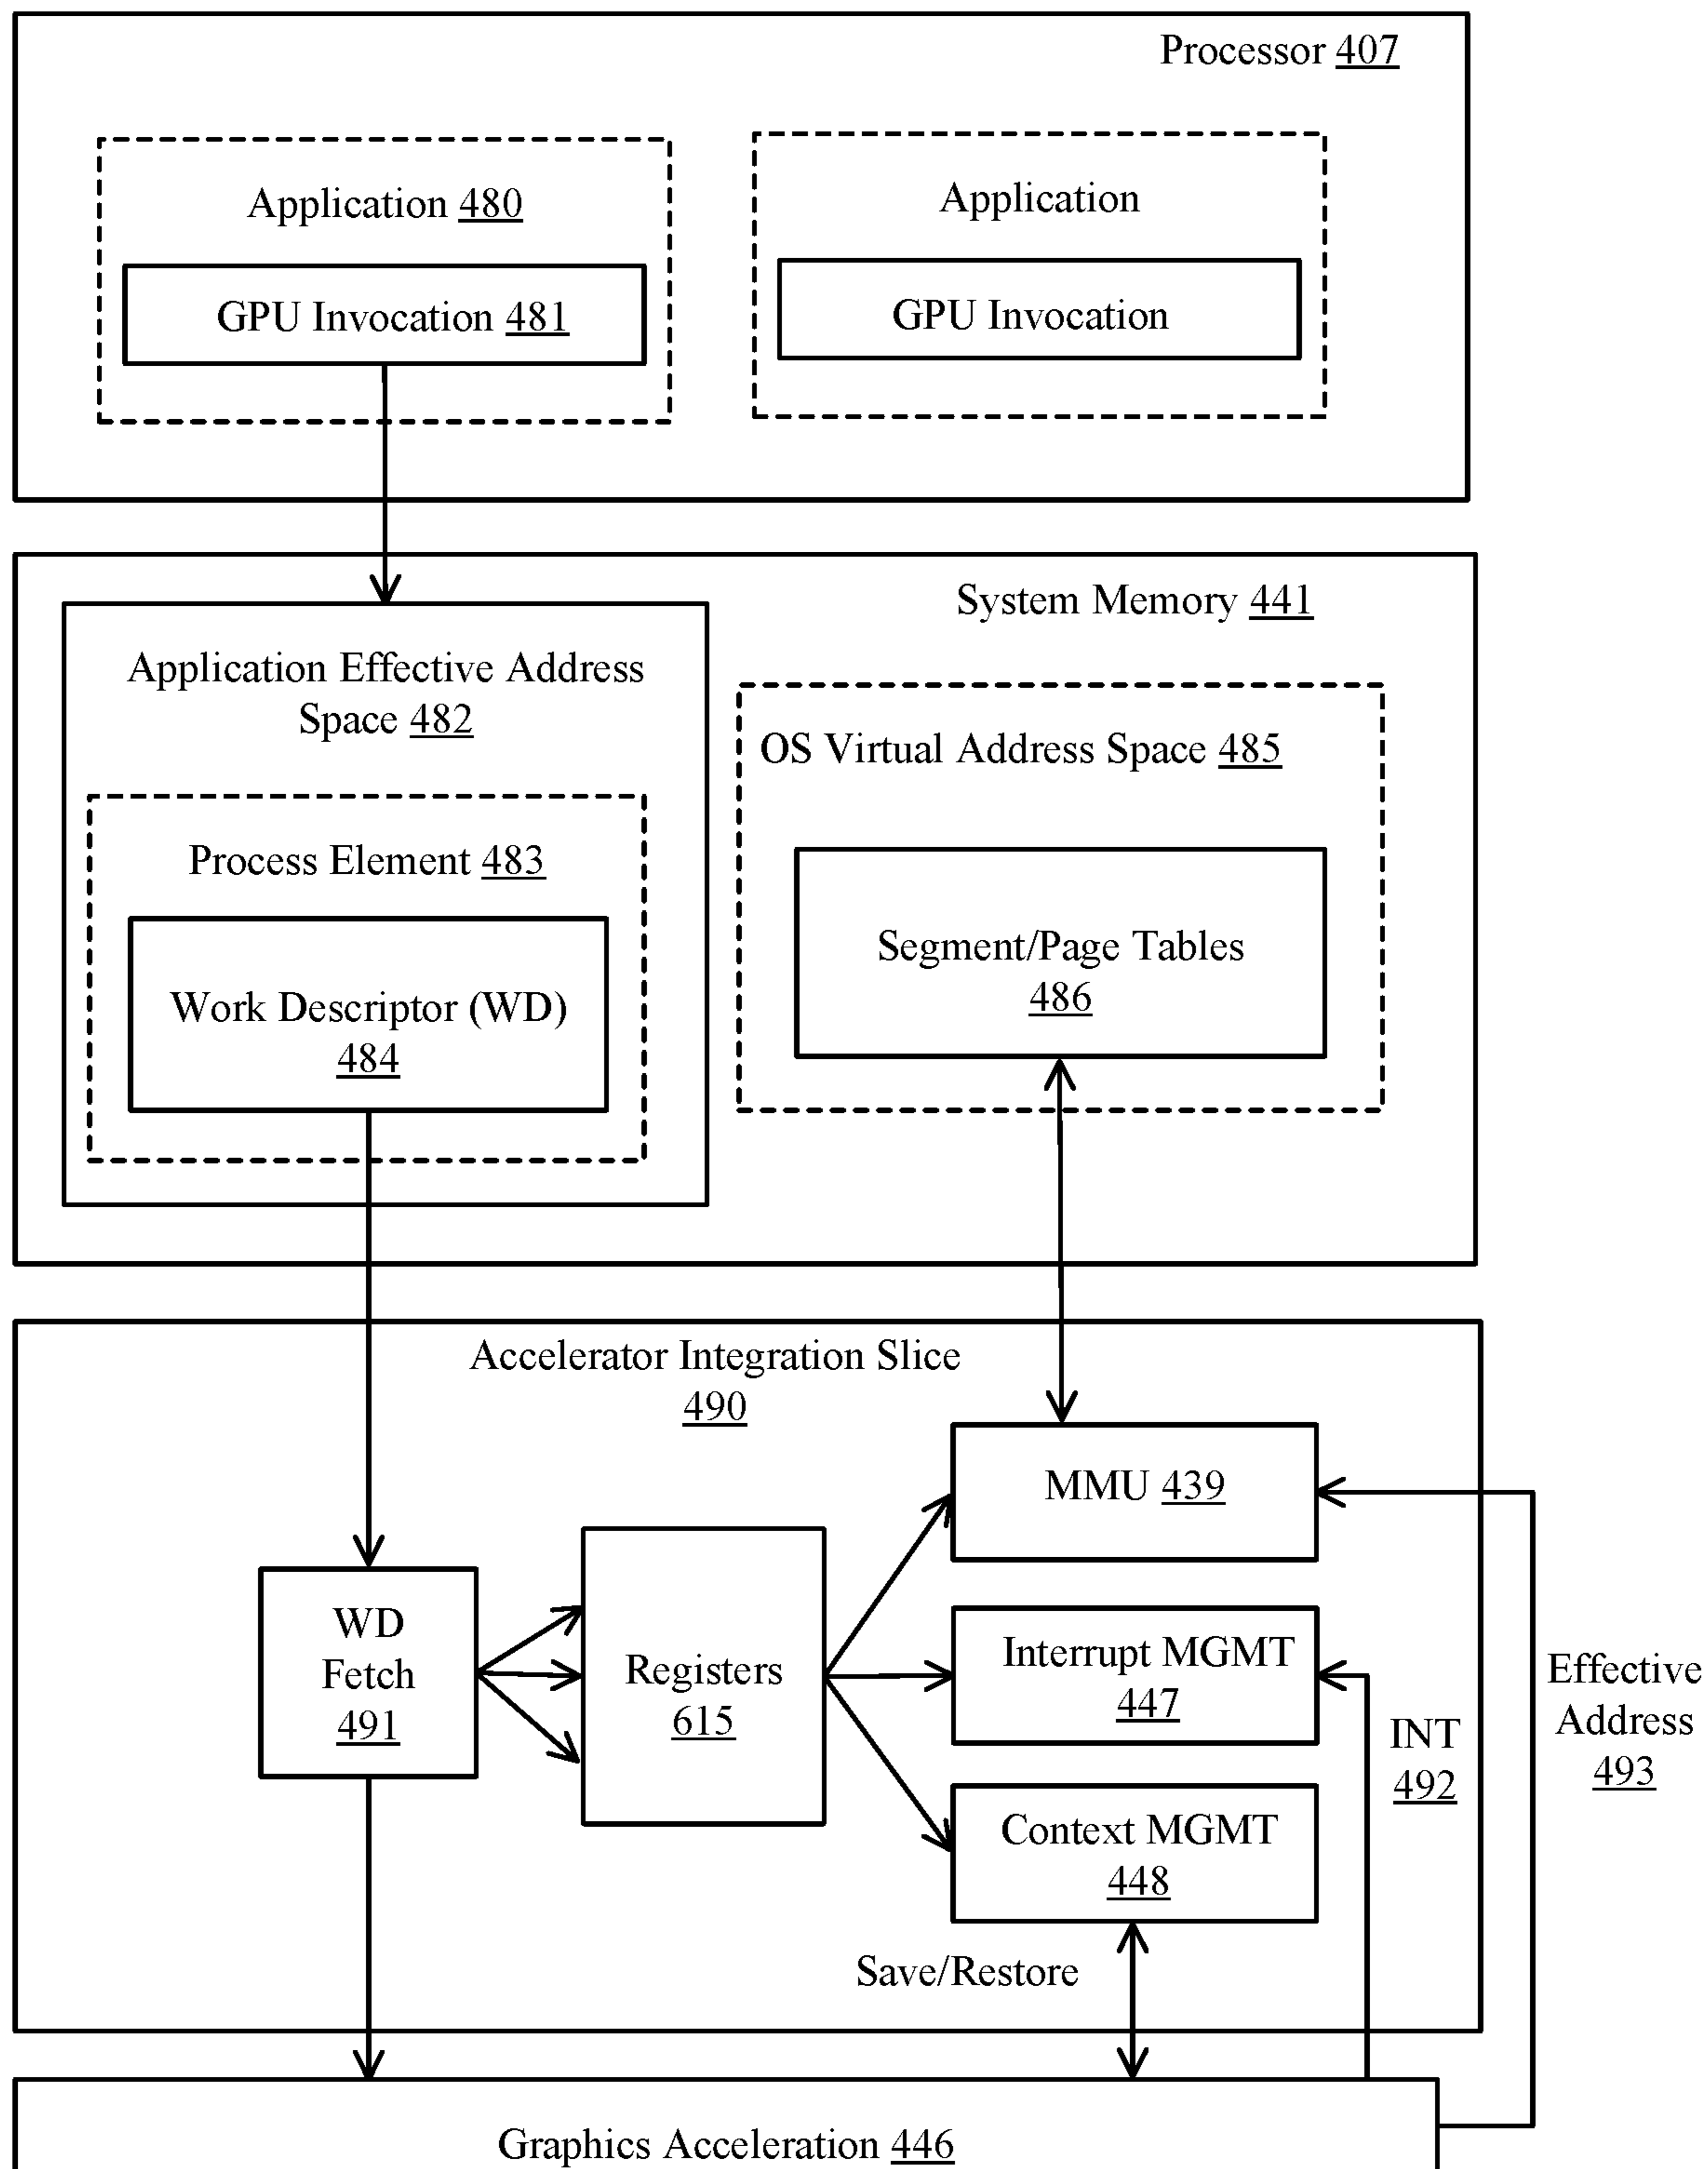 Processor 407
Application 480
GPU Invocation 481
Application
GPU Invocation
System Memory 441
Application Effective Address
Space 482
Process Element 483
Work Descriptor (WD)
484
OS Virtual Address Space 485
Segment/Page Tables
486
Accelerator Integration Slice
490
MMU 439
WD
Fetch
491
Registers
615
Interrupt MGMT
447
Context MGMT
448
INT
492
Effective
Address
493
Save/Restore
Graphics Acceleration 446